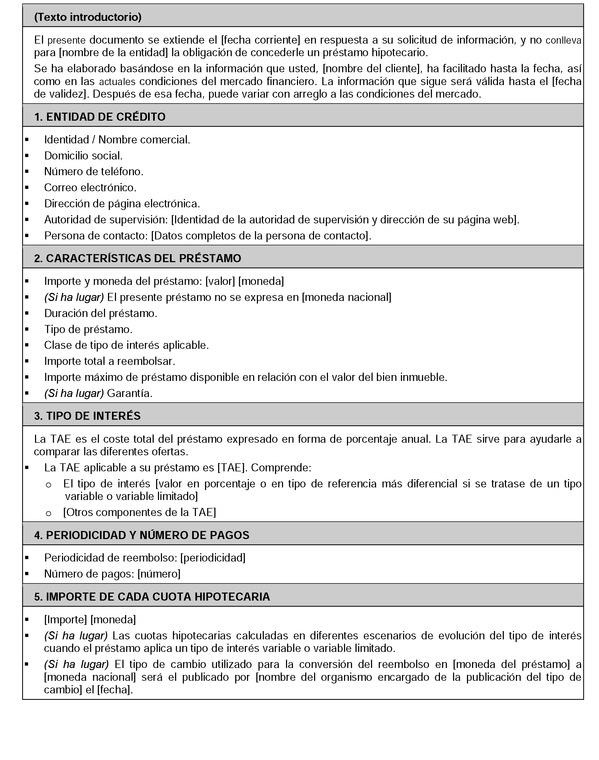 (Texto introductorio)
El presente documento se extiende el [fecha corriente] en respuesta a su solicitud de información, y no conlleva
para [nombre de la entidad] la obligación de concederle un préstamo hipotecario.
Se ha elaborado basándose en la información que usted, [nombre del cliente], ha facilitado hasta la fecha, así
como en las actuales condiciones del mercado financiero. La información que sigue será válida hasta el [fecha
de validez]. Después de esa fecha, puede variar con arreglo a las condiciones del mercado.
1. ENTIDAD DE CRÉDITO
▪ Identidad / Nombre comercial.
▪ Domicilio social.
▪ Número de teléfono.
▪ Correo electrónico.
▪ Dirección de página electrónica.
▪ Autoridad de supervisión: [Identidad de la autoridad de supervisión y dirección de su página web].
▪ Persona de contacto: [Datos completos de la persona de contacto].
2. CARACTERÍSTICAS DEL PRÉSTAMO
▪ Importe y moneda del préstamo: [valor] [moneda]
▪ (Si ha lugar) El presente préstamo no se expresa en [moneda nacional]
▪ Duración del préstamo.
▪ Tipo de préstamo.
▪ Clase de tipo de interés aplicable.
▪ Importe total a reembolsar.
▪ Importe máximo de préstamo disponible en relación con el valor del bien inmueble.
▪ (Si ha lugar) Garantía.
3. TIPO DE INTERÉS
La TAE es el coste total del préstamo expresado en forma de porcentaje anual. La TAE sirve para ayudarle a
comparar las diferentes ofertas.
▪ La TAE aplicable a su préstamo es [TAE]. Comprende:
o El tipo de interés [valor en porcentaje o en tipo de referencia más diferencial si se tratase de un tipo
variable o variable limitado]
o [Otros componentes de la TAE]
4. PERIODICIDAD Y NÚMERO DE PAGOS
▪ Periodicidad de reembolso: [periodicidad]
▪ Número de pagos: [número]
5. IMPORTE DE CADA CUOTA HIPOTECARIA
▪ [Importe] [moneda]
▪ (Si ha lugar) Las cuotas hipotecarias calculadas en diferentes escenarios de evolución del tipo de interés
cuando el préstamo aplica un tipo de interés variable o variable limitado.
▪ (Si ha lugar) El tipo de cambio utilizado para la conversión del reembolso en [moneda del préstamo] a
[moneda nacional] será el publicado por [nombre del organismo encargado de la publicación del tipo de
cambio] el [fecha].